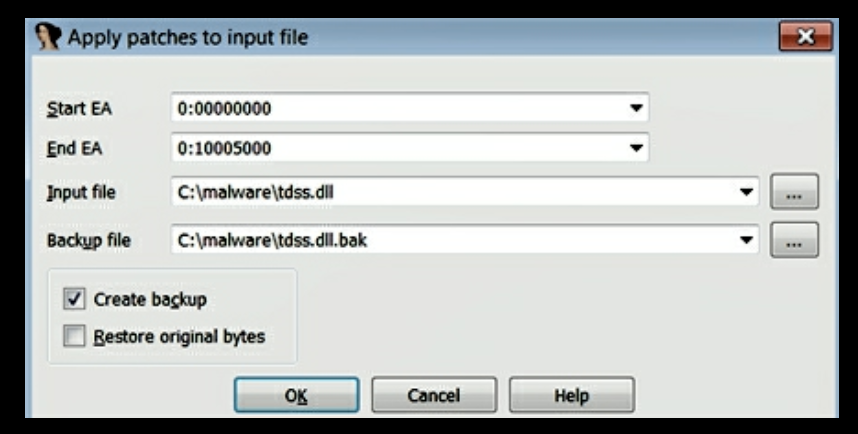 Apply patches to input file
Start EA 0:00000000
End EA 0:10005000
Input file C:\malware\tdss.dll ...
Backup file C:\malware\tdss.dll.bak ...
Create backup
Restore original bytes
OK Cancel Help